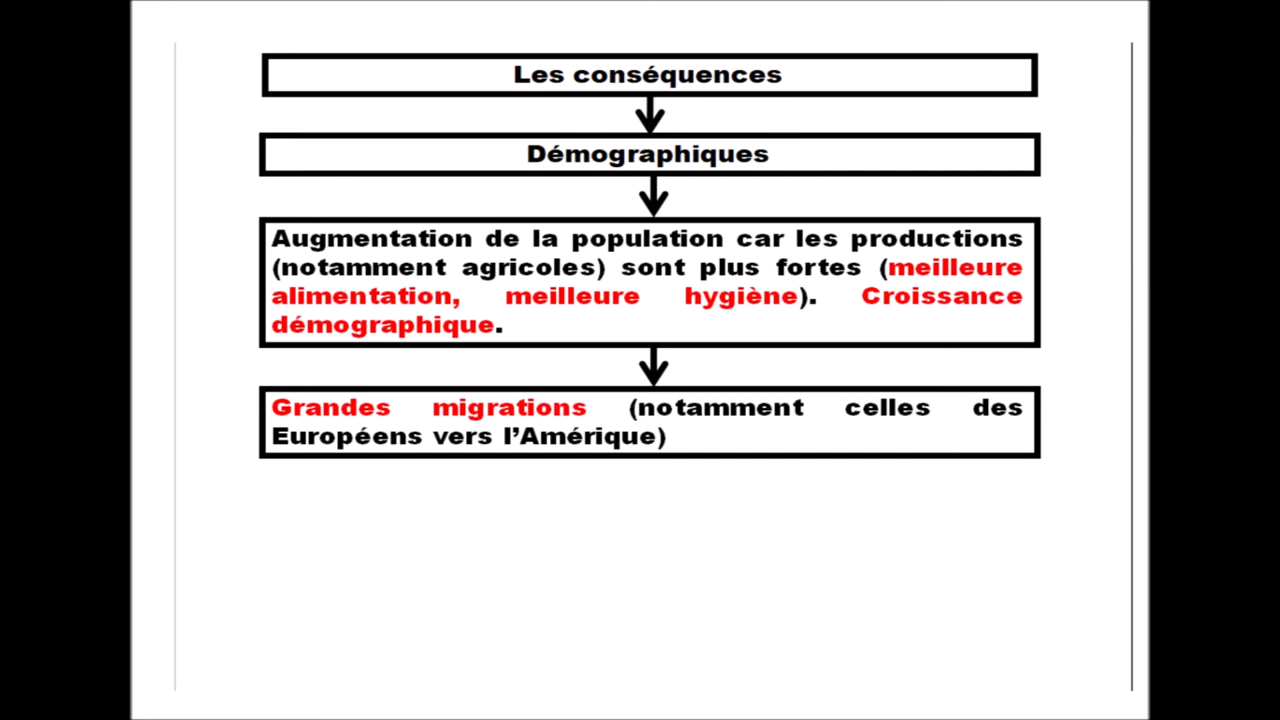 Les conséquences
Démographiques
Augmentation de la population car les productions
(notamment agricoles) sont plus fortes (meilleure
alimentation, meilleure hygiène). Croissance
démographique.
Grandes migrations (notamment celles des
Européens vers l’Amérique)